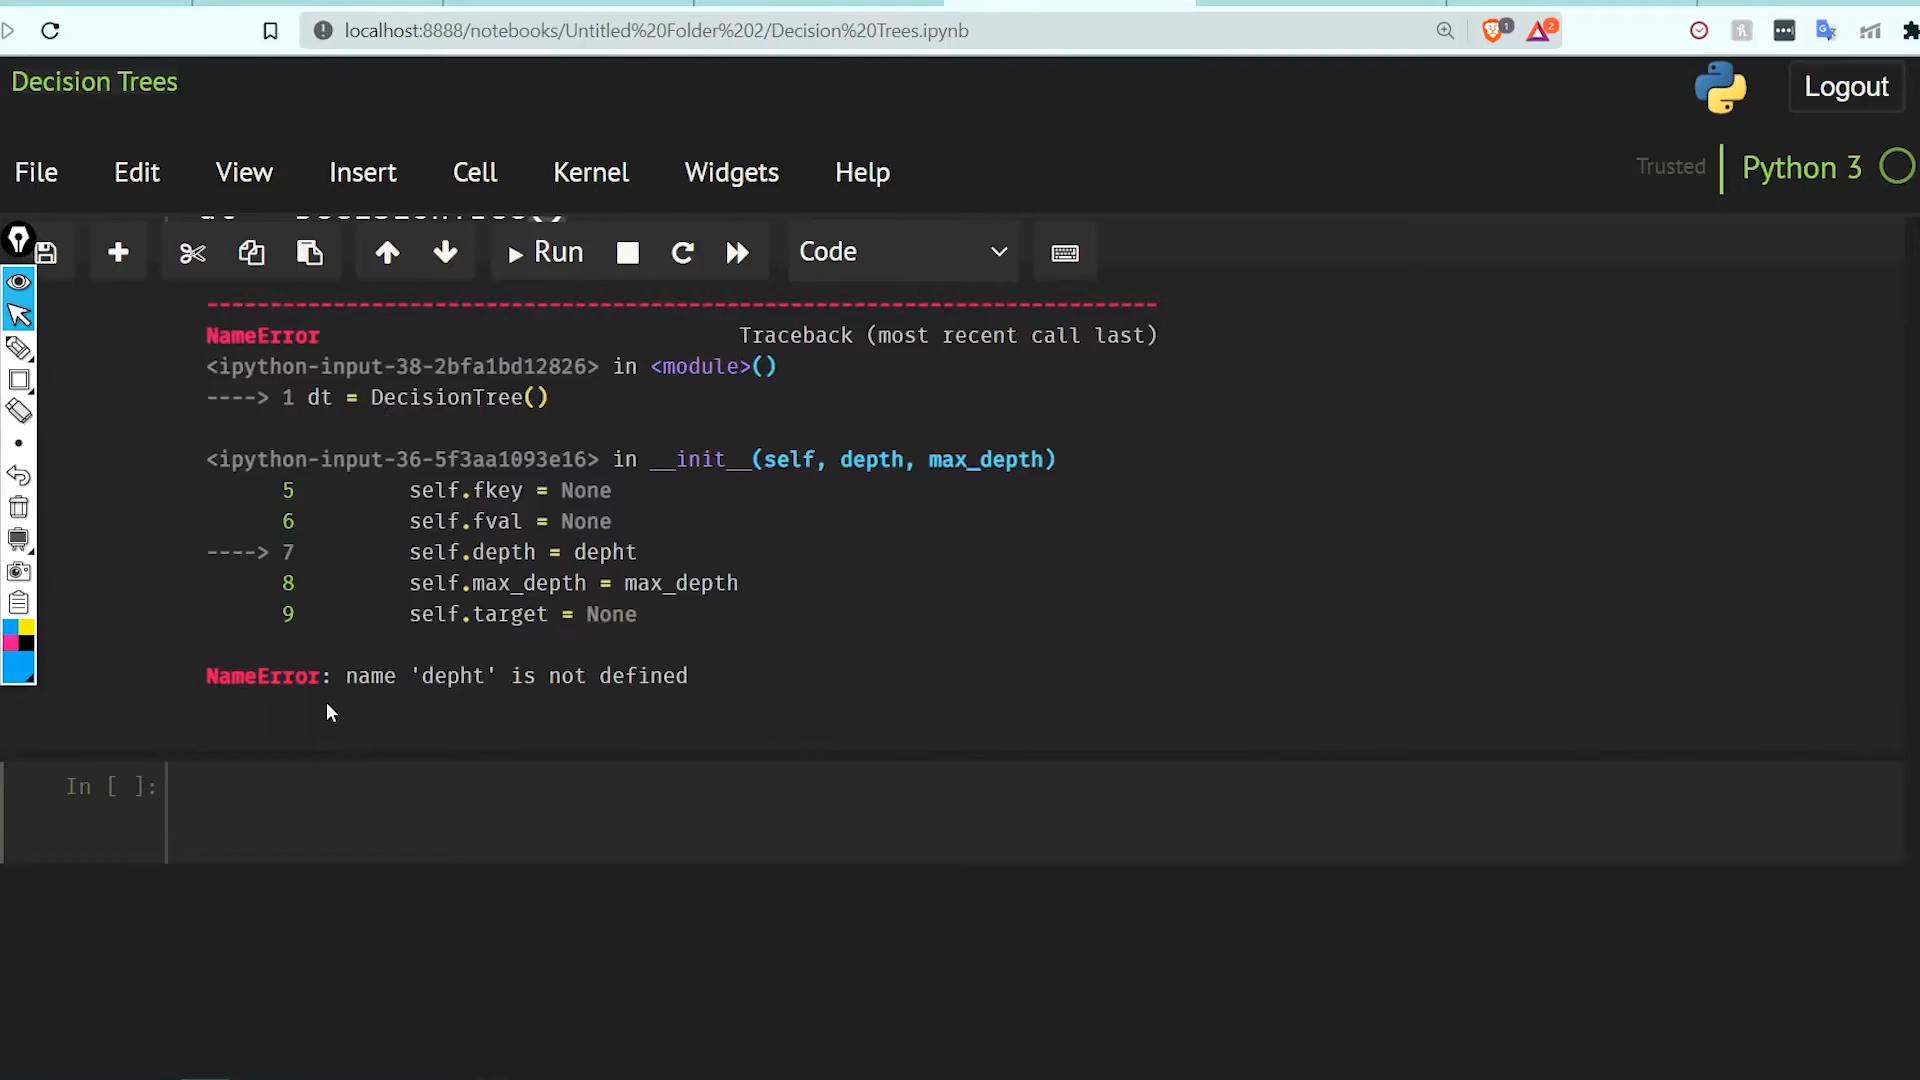 localhost:8888/notebooks/Untitled%20Folder%202/Decision%20Trees.ipynb
1
2
Decision Trees
Logout
File Edit View Insert Cell Kernel Widgets Help
Trusted
Python 3
Run
Code
---------------------------------------------------------------------------
NameError Traceback (most recent call last)
<ipython-input-38-2bfa1bd12826> in <module>()
----> 1 dt = DecisionTree()
<ipython-input-36-5f3aa1093e16> in __init__(self, depth, max_depth)
5 self.fkey = None
6 self.fval = None
----> 7 self.depth = depht
8 self.max_depth = max_depth
9 self.target = None
NameError: name 'depht' is not defined
In [ ]: